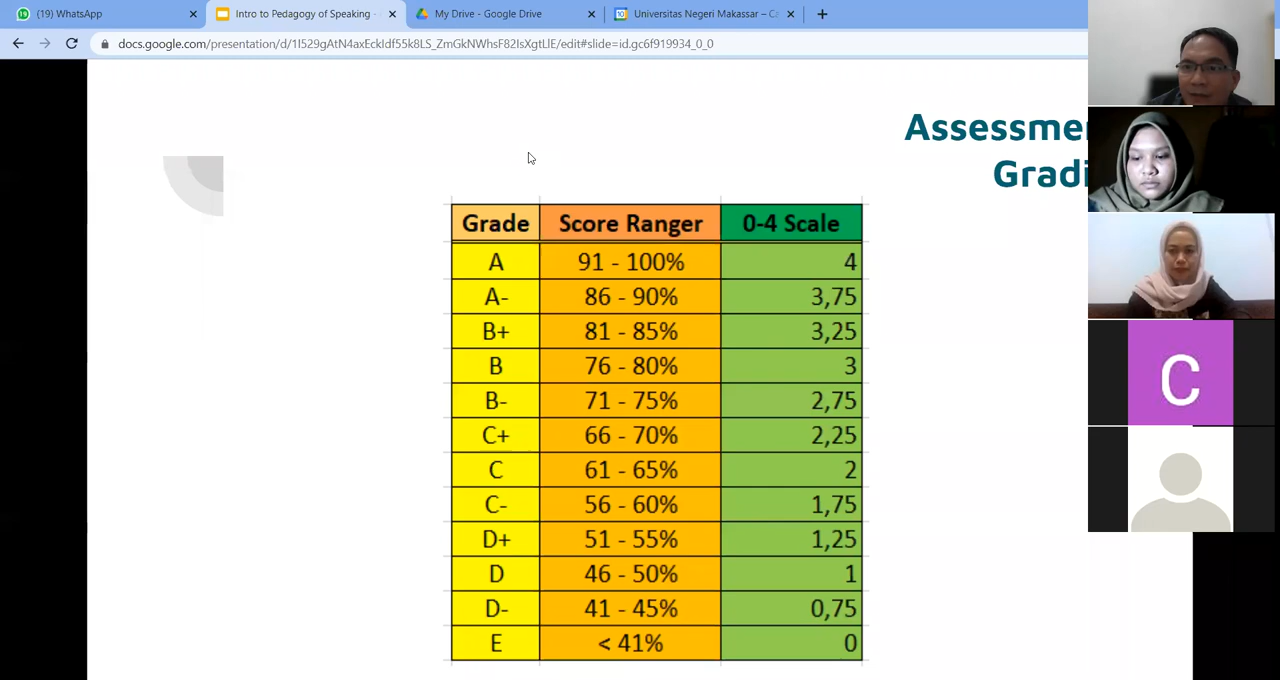 (19) WhatsApp
Intro to Pedagogy of Speaking -
My Drive - Google Drive
Universitas Negeri Makassar – Ca
docs.google.com/presentation/d/1I529gAtN4axEckIdf55k8LS_ZmGkNWhsF82IsXgtLlE/edit#slide=id.gc6f919934_0_0
Assessme
Gradi
Grade Score Ranger 0-4 Scale
A 91 - 100% 4
A- 86 - 90% 3,75
B+ 81 - 85% 3,25
B 76 - 80% 3
B- 71 - 75% 2,75
C+ 66 - 70% 2,25
C 61 - 65% 2
C- 56 - 60% 1,75
D+ 51 - 55% 1,25
D 46 - 50% 1
D- 41 - 45% 0,75
E < 41% 0
C